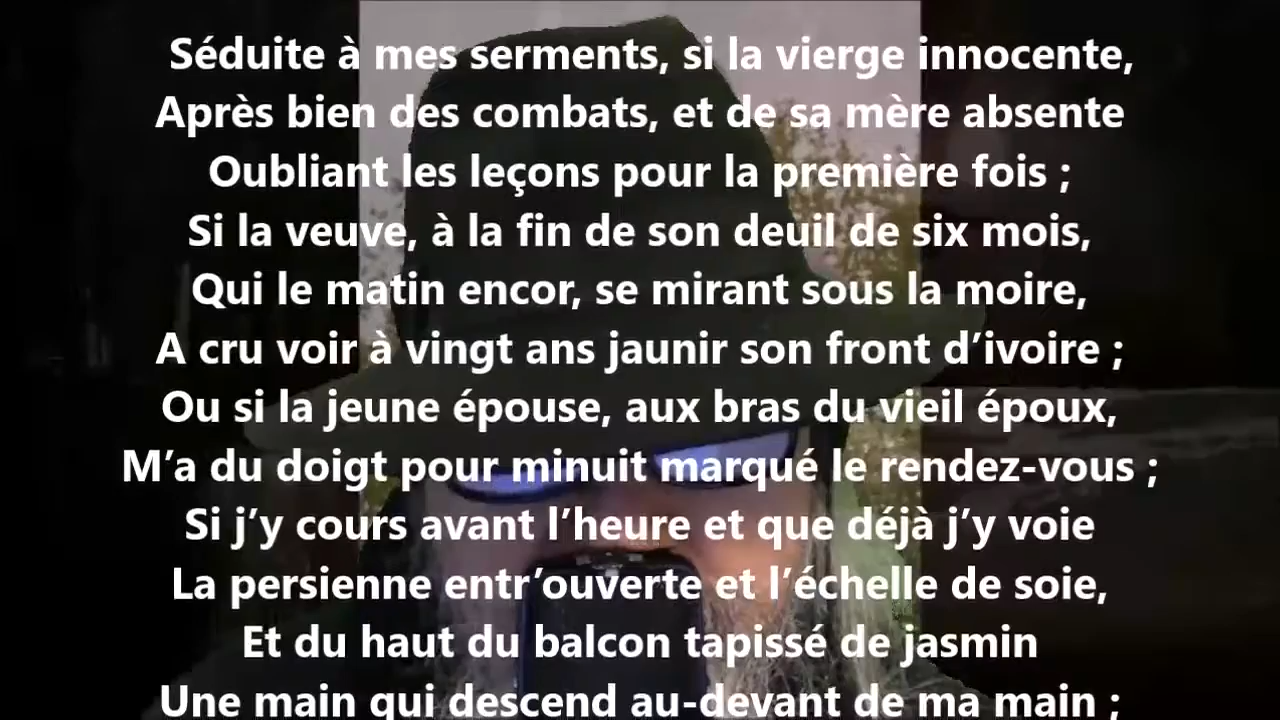 Séduite à mes serments, si la vierge innocente,
Après bien des combats, et de sa mère absente
Oubliant les leçons pour la première fois ;
Si la veuve, à la fin de son deuil de six mois,
Qui le matin encor, se mirant sous la moire,
A cru voir à vingt ans jaunir son front d’ivoire ;
Ou si la jeune épouse, aux bras du vieil époux,
M’a du doigt pour minuit marqué le rendez-vous ;
Si j’y cours avant l’heure et que déjà j’y voie
La persienne entr’ouverte et l’échelle de soie,
Et du haut du balcon tapissé de jasmin
Une main qui descend au-devant de ma main ;